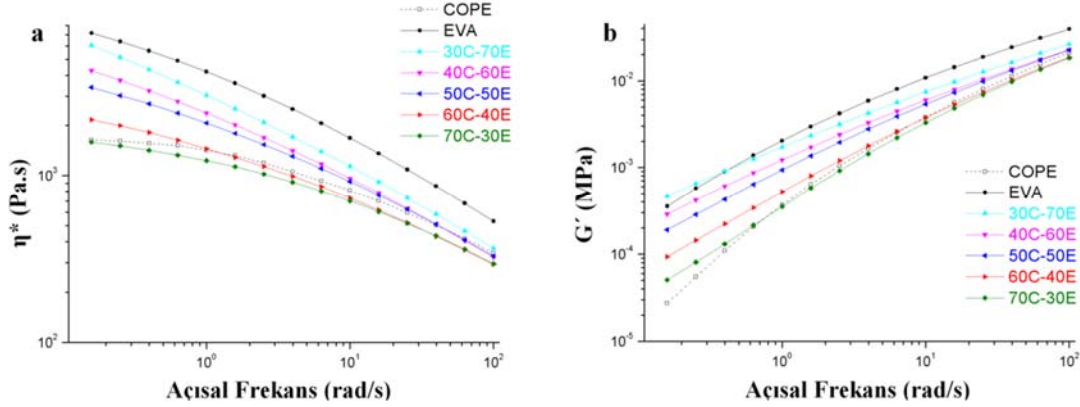 a
COPE
EVA
30C-70E
40C-60E
50C-50E
60C-40E
70C-30E
η* (Pa.s)
10³
10²
10⁰
10¹
10²
Açısal Frekans (rad/s)
b
COPE
EVA
30C-70E
40C-60E
50C-50E
60C-40E
70C-30E
G´ (MPa)
10⁻²
10⁻³
10⁻⁴
10⁻⁵
10⁰
10¹
10²
Açısal Frekans (rad/s)